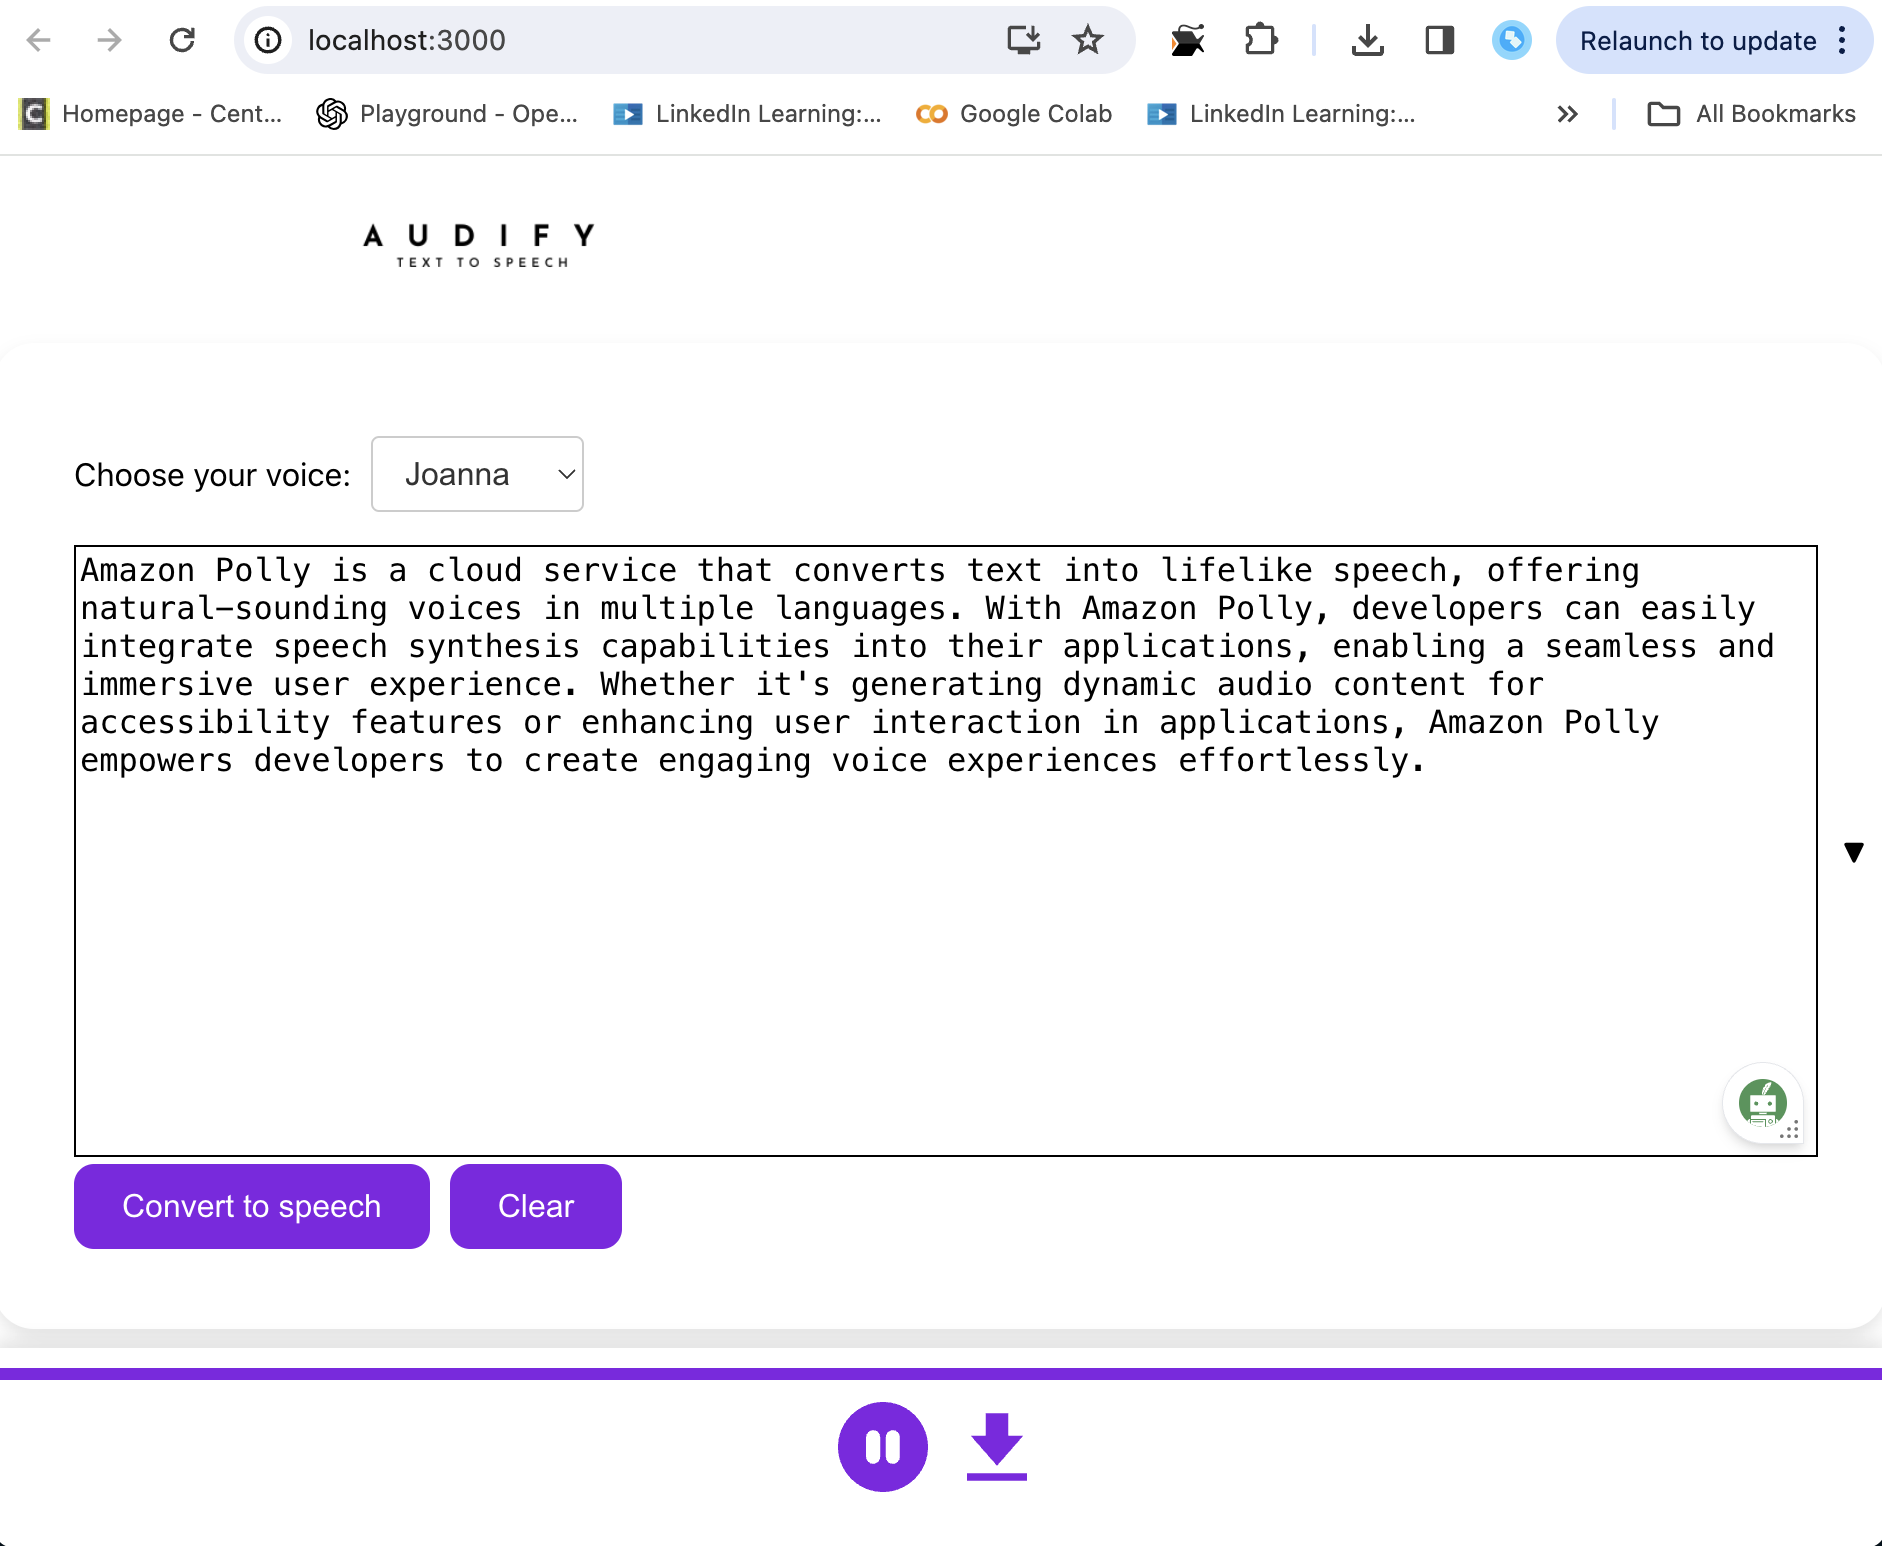 localhost:3000
Relaunch to update
Homepage - Cent...
Playground - Ope...
LinkedIn Learning:...
Google Colab
LinkedIn Learning:...
All Bookmarks
AUDIFY
TEXT TO SPEECH
Choose your voice:
Joanna
Amazon Polly is a cloud service that converts text into lifelike speech, offering
natural-sounding voices in multiple languages. With Amazon Polly, developers can easily
integrate speech synthesis capabilities into their applications, enabling a seamless and
immersive user experience. Whether it's generating dynamic audio content for
accessibility features or enhancing user interaction in applications, Amazon Polly
empowers developers to create engaging voice experiences effortlessly.
Convert to speech
Clear